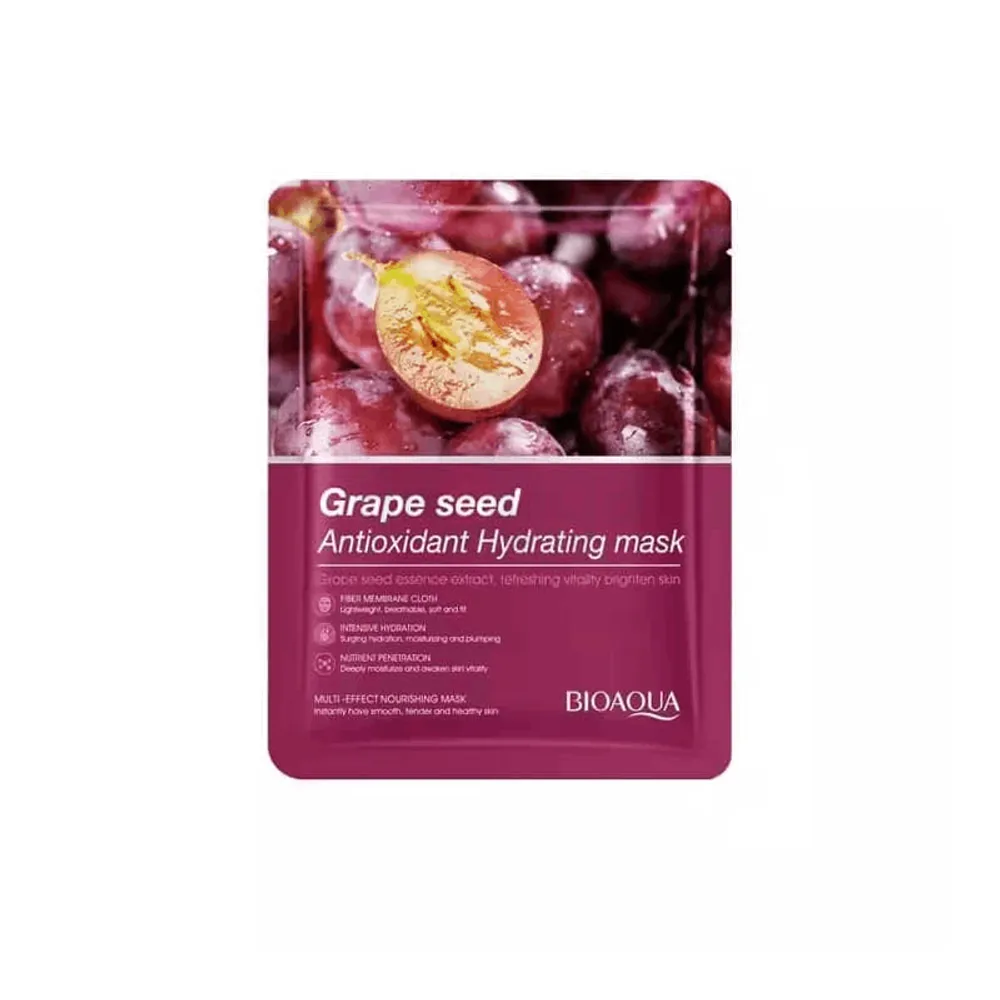 Grape seed
Antioxidant Hydrating mask
Grape seed essence extract, refreshing vitality brighten skin
FIBER MEMBRANE CLOTH
Lightweight, breathable, soft and fit
INTENSIVE HYDRATION
Surging hydration, moisturizing and plumping
NUTRIENT PENETRATION
Deeply moisturize and awaken skin vitality
MULTI -EFFECT NOURISHING MASK
Instantly have smooth, tender and healthy skin
BIOAQUA